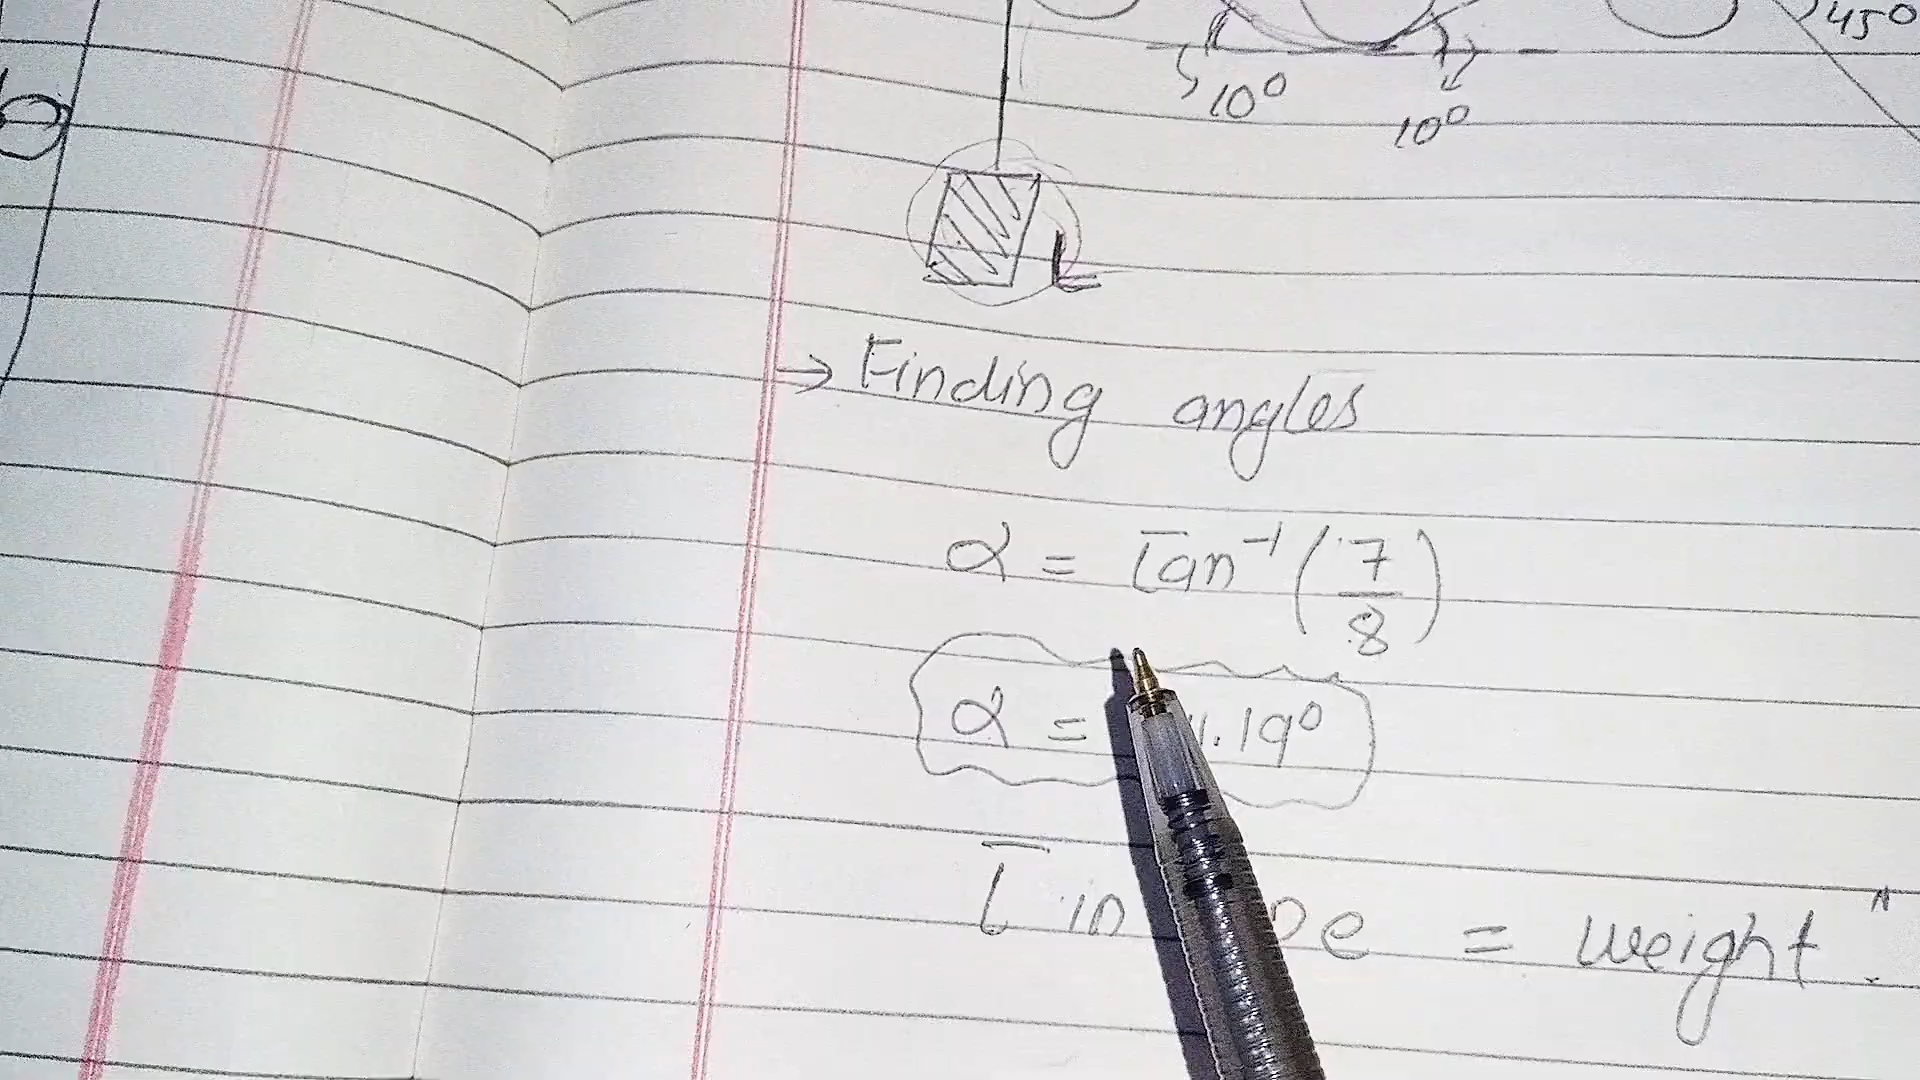 45°
10°
10°
L
→ Finding angles
α = Tan⁻¹ (7/8)
α = .19°
T in = weight